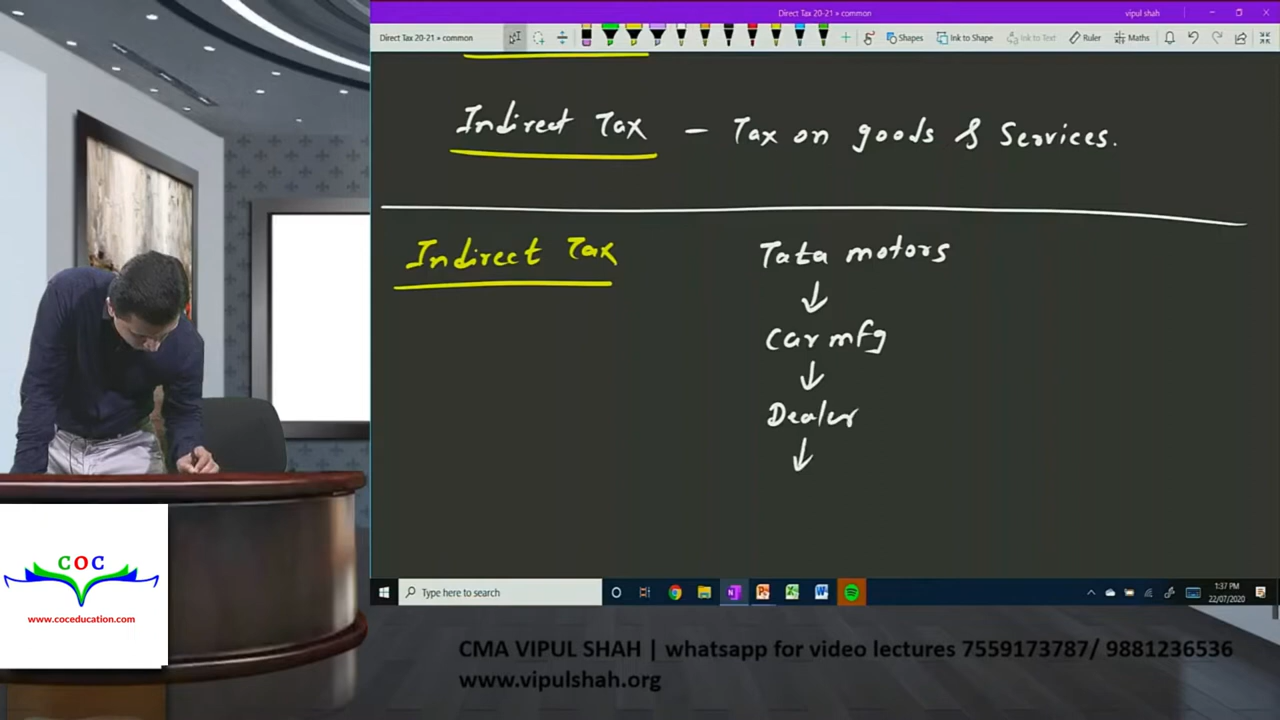 Direct Tax 20-21 » common
vipul shah
Direct Tax 20-21 » common
Shapes
Ink to Shape
Ink to Text
Ruler
Maths
Indirect Tax - Tax on goods & Services.
Indirect Tax
Tata motors
↓
Car mfg
↓
Dealer
↓
COC
www.coceducation.com
Type here to search
1:37 PM
22/07/2020
CMA VIPUL SHAH | whatsapp for video lectures 7559173787/ 9881236536
www.vipulshah.org